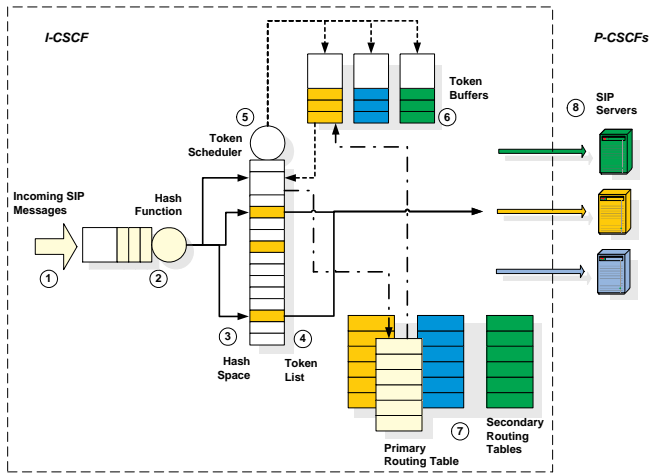 I-CSCF
P-CSCFs
Token
Buffers
6
8
SIP
Servers
5
Token
Scheduler
Incoming SIP
Messages
Hash
Function
1
2
3
4
Hash
Space
Token
List
7
Primary
Routing Table
Secondary
Routing
Tables